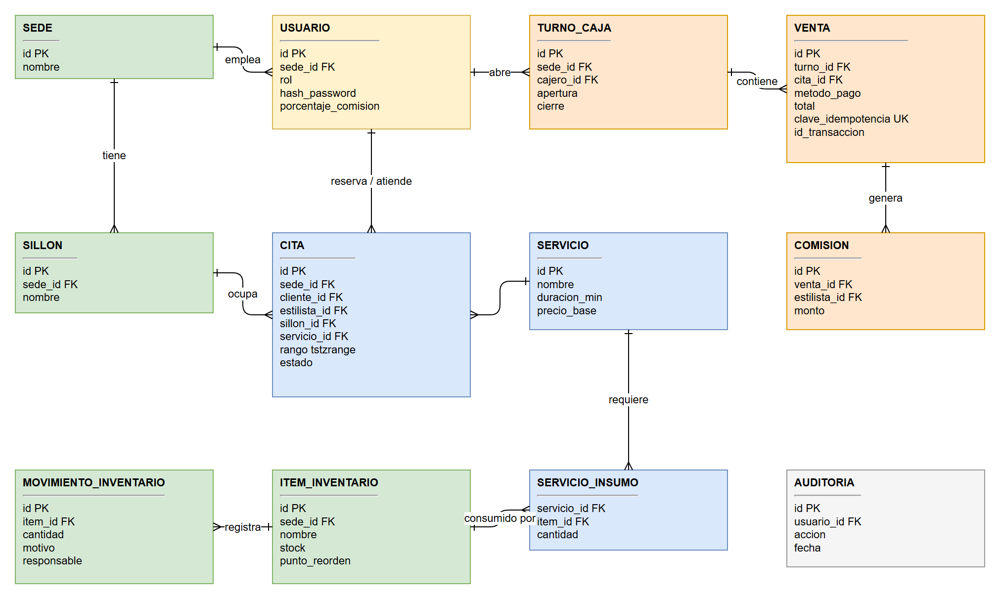 SEDE
id PK
nombre
emplea
USUARIO
id PK
sede_id FK
rol
hash_password
porcentaje_comision
abre
TURNO_CAJA
id PK
sede_id FK
cajero_id FK
apertura
cierre
contiene
VENTA
id PK
turno_id FK
cita_id FK
metodo_pago
total
clave_idempotencia UK
id_transaccion
tiene
reserva / atiende
genera
SILLON
id PK
sede_id FK
nombre
ocupa
CITA
id PK
sede_id FK
cliente_id FK
estilista_id FK
sillon_id FK
servicio_id FK
rango tstzrange
estado
SERVICIO
id PK
nombre
duracion_min
precio_base
COMISION
id PK
venta_id FK
estilista_id FK
monto
requiere
MOVIMIENTO_INVENTARIO
id PK
item_id FK
cantidad
motivo
responsable
registra
ITEM_INVENTARIO
id PK
sede_id FK
nombre
stock
punto_reorden
consumido por
SERVICIO_INSUMO
servicio_id FK
item_id FK
cantidad
AUDITORIA
id PK
usuario_id FK
accion
fecha